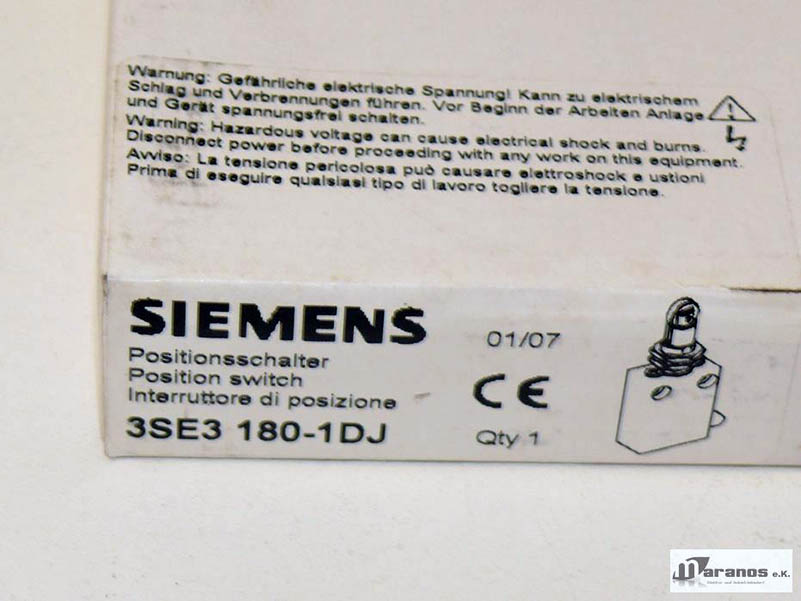 Warnung: Gefährliche elektrische Spannung! Kann zu elektrischem
Schlag und Verbrennungen führen. Vor Beginn der Arbeiten Anlage
und Gerät spannungsfrei schalten.
Warning: Hazardous voltage can cause electrical shock and burns.
Disconnect power before proceeding with any work on this equipment.
Avviso: La tensione pericolosa può causare elettroshock e ustioni
Prima di eseguire qualsiasi tipo di lavoro togliere la tensione.
SIEMENS
01/07
Positionsschalter
Position switch
Interruttore di posizione
CE
3SE3 180-1DJ
Qty 1
Maranos e.K.